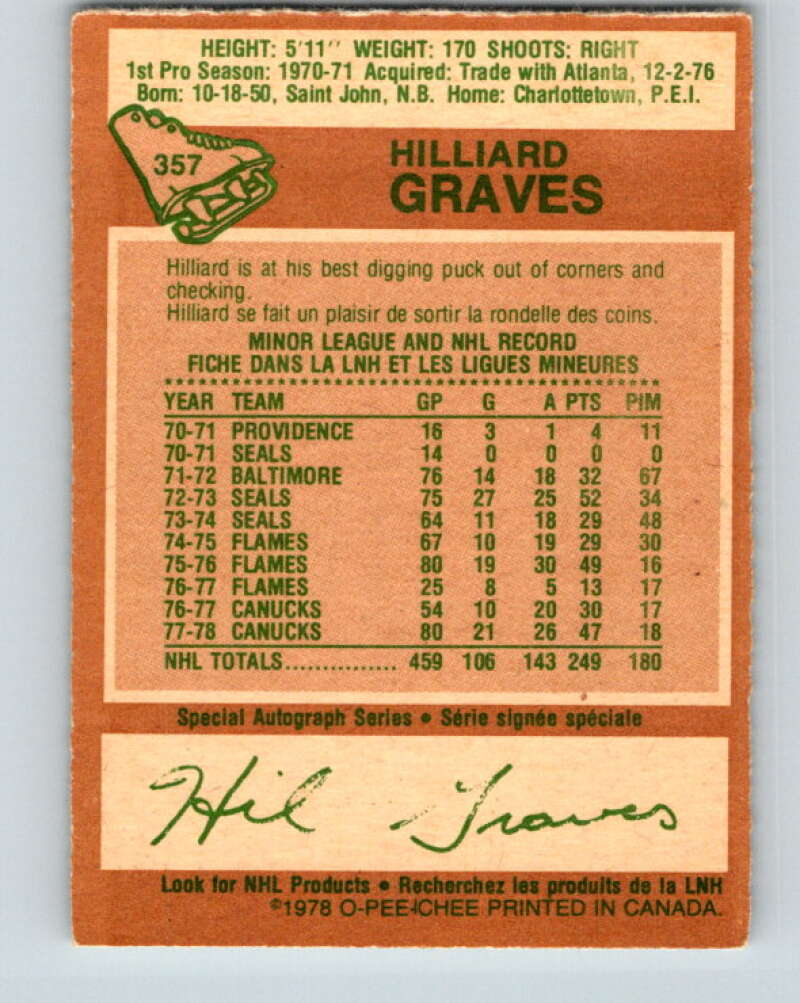 HEIGHT: 5'11" WEIGHT: 170 SHOOTS: RIGHT
1st Pro Season: 1970-71 Acquired: Trade with Atlanta, 12-2-76
Born: 10-18-50, Saint John, N.B. Home: Charlottetown, P.E.I.
357
HILLIARD
GRAVES
Hilliard is at his best digging puck out of corners and
checking.
Hilliard se fait un plaisir de sortir la rondelle des coins.
MINOR LEAGUE AND NHL RECORD
FICHE DANS LA LNH ET LES LIGUES MINEURES
YEAR TEAM GP G A PTS PIM
70-71 PROVIDENCE 16 3 1 4 11
70-71 SEALS 14 0 0 0 0
71-72 BALTIMORE 76 14 18 32 67
72-73 SEALS 75 27 25 52 34
73-74 SEALS 64 11 18 29 48
74-75 FLAMES 67 10 19 29 30
75-76 FLAMES 80 19 30 49 16
76-77 FLAMES 25 8 5 13 17
76-77 CANUCKS 54 10 20 30 17
77-78 CANUCKS 80 21 26 47 18
NHL TOTALS............... 459 106 143 249 180
Special Autograph Series • Série signée spéciale
Hil Graves
Look for NHL Products • Recherchez les produits de la LNH
©1978 O-PEE-CHEE PRINTED IN CANADA.